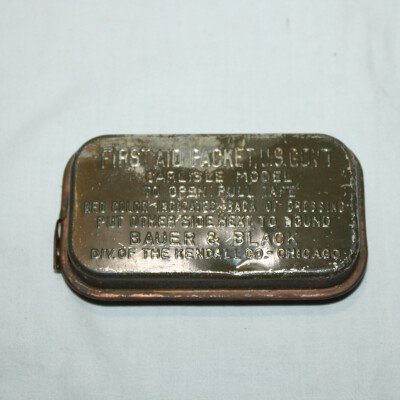 FIRST AID PACKET, U.S. GOV'T
CARLISLE MODEL
TO OPEN PULL TAPE
RED COLOR INDICATES BACK OF DRESSING
PUT OTHER SIDE NEXT TO WOUND
BAUER & BLACK
DIV. OF THE KENDALL CO. - CHICAGO